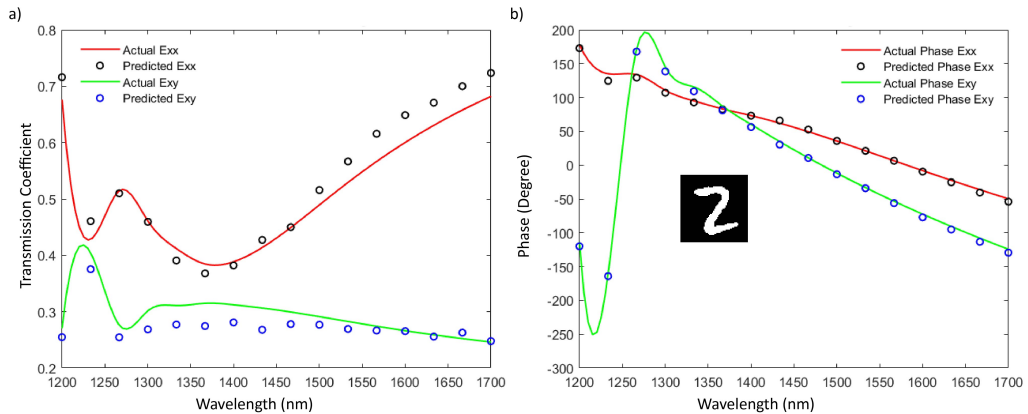 a)
0.8
0.7
0.6
0.5
0.4
0.3
0.2
Transmission Coefficient
Actual Exx
Predicted Exx
Actual Exy
Predicted Exy
1200 1250 1300 1350 1400 1450 1500 1550 1600 1650 1700
Wavelength (nm)
b)
200
150
100
50
0
-50
-100
-150
-200
-250
-300
Phase (Degree)
Actual Phase Exx
Predicted Phase Exx
Actual Phase Exy
Predicted Phase Exy
2
1200 1250 1300 1350 1400 1450 1500 1550 1600 1650 1700
Wavelength (nm)